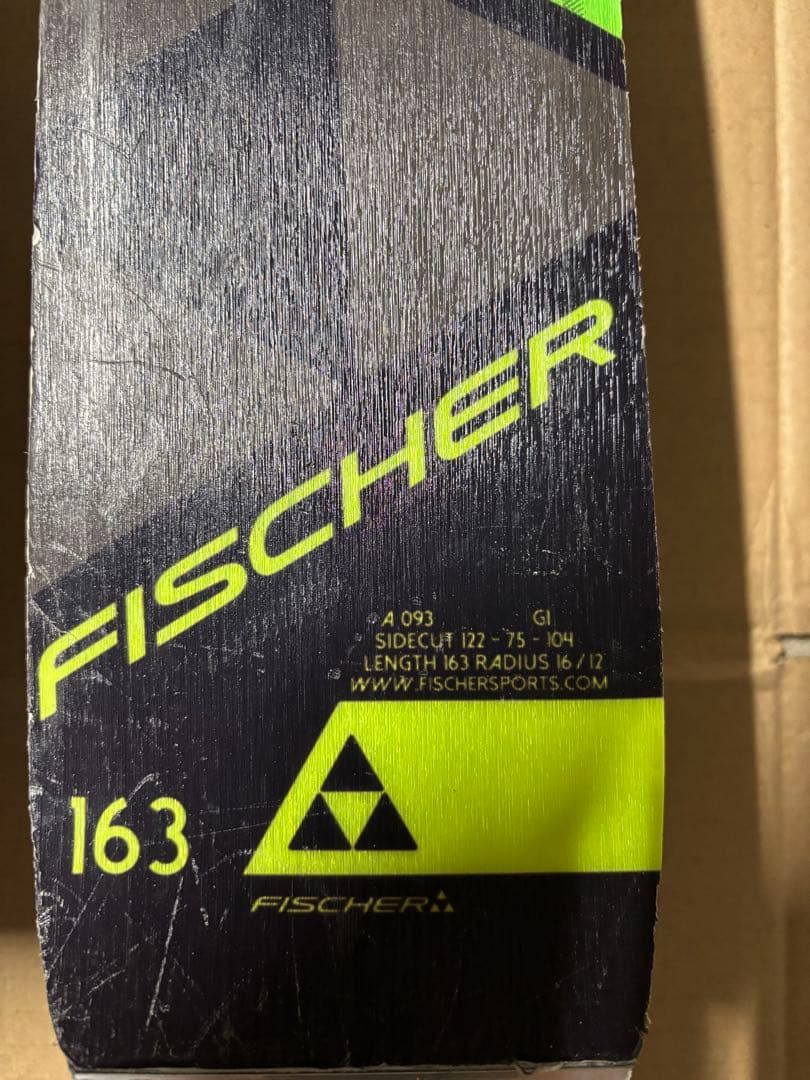 FISCHER
A 093 GI
SIDECUT 122 - 75 - 104
LENGTH 163 RADIUS 16 / 12
WWW.FISCHERSPORTS.COM
163
FISCHER